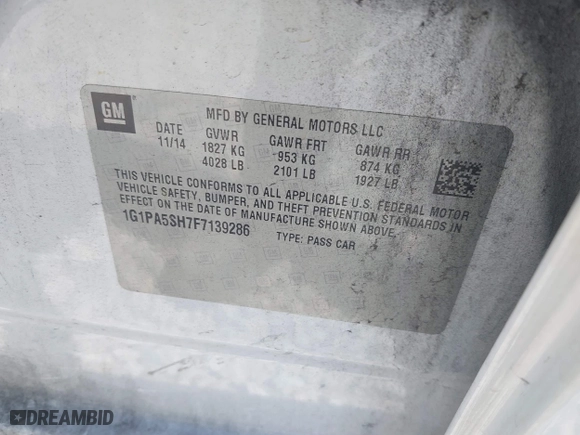 GM
MFD BY GENERAL MOTORS LLC
DATE GVWR GAWR FRT GAWR RR
11/14 1827 KG 953 KG 874 KG
4028 LB 2101 LB 1927 LB
THIS VEHICLE CONFORMS TO ALL APPLICABLE U.S. FEDERAL MOTOR
VEHICLE SAFETY, BUMPER, AND THEFT PREVENTION STANDARDS IN
EFFECT ON THE DATE OF MANUFACTURE SHOWN ABOVE.
1G1PA5SH7F7139286 TYPE: PASS CAR
DREAMBID